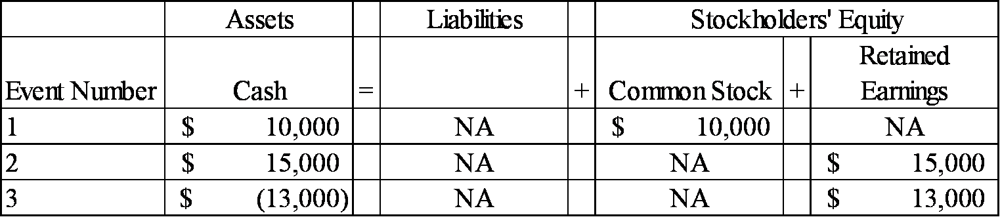 Assets Liabilities Stockholders' Equity
Retained
Event Number Cash = + Common Stock + Earnings
1 $ 10,000 NA $ 10,000 NA
2 $ 15,000 NA NA $ 15,000
3 $ (13,000) NA NA $ 13,000